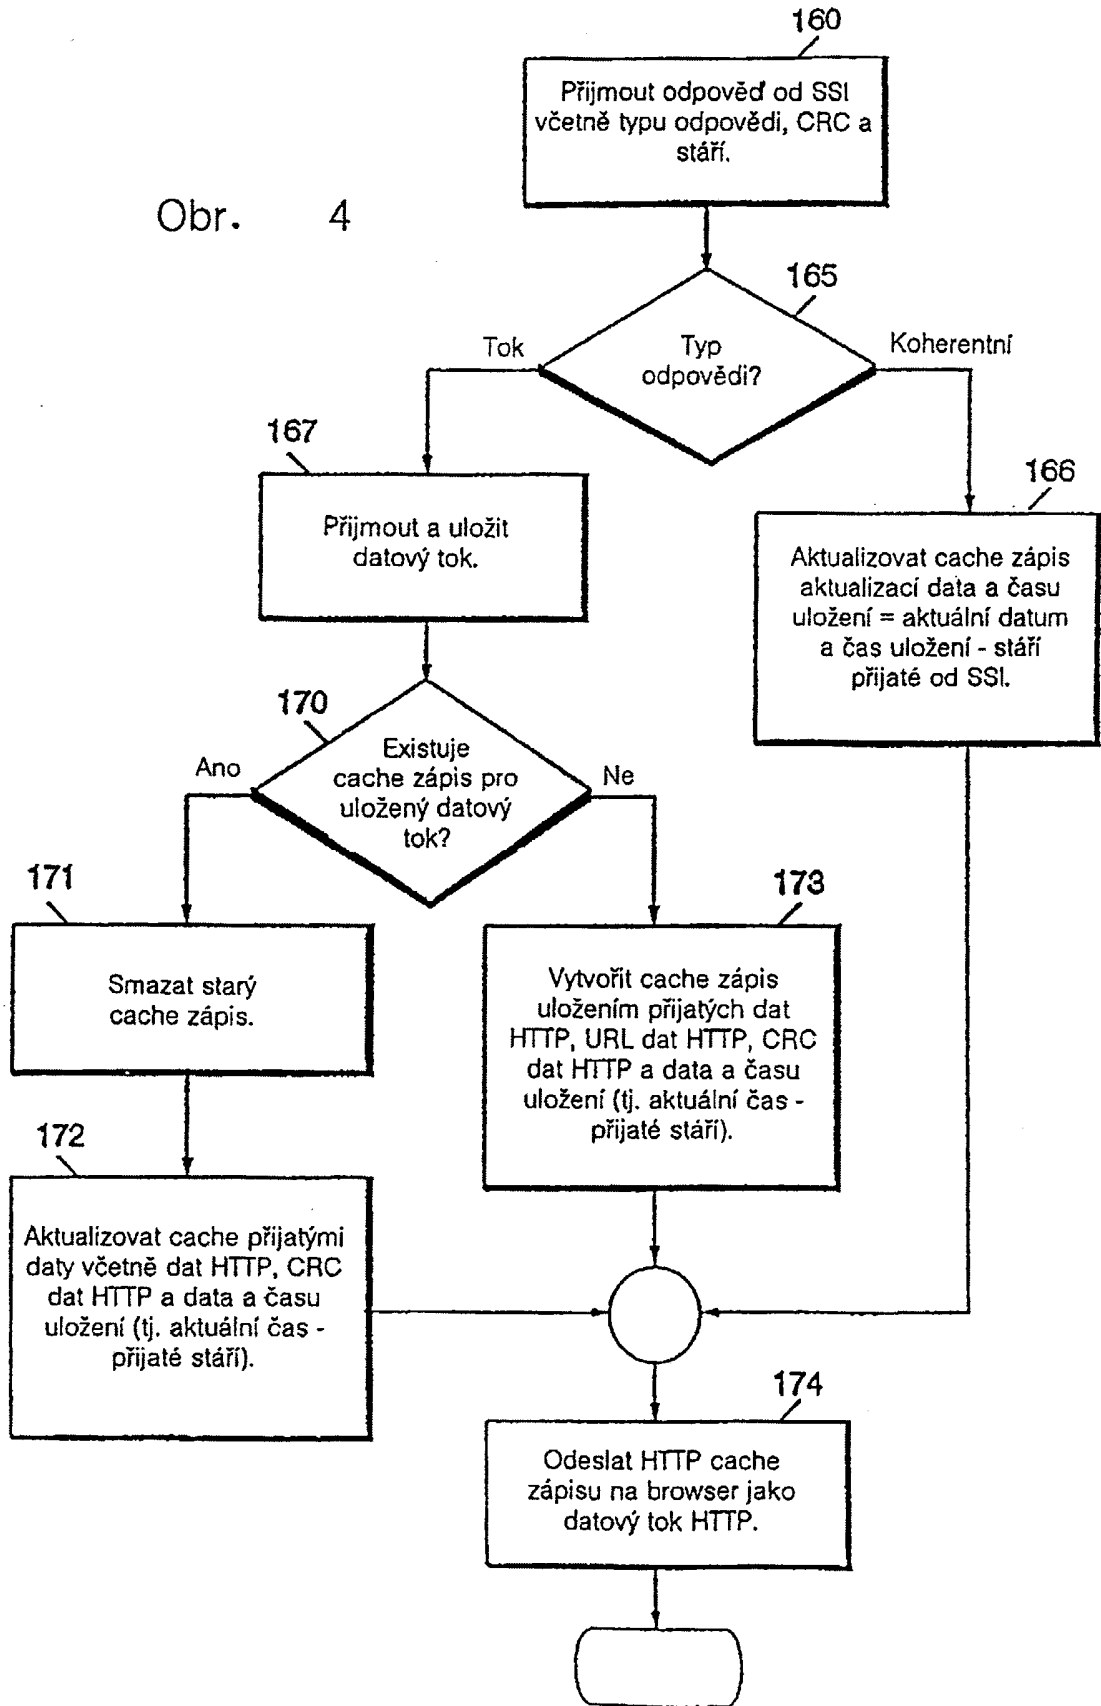 160
Přijmout odpověď od SSI
včetně typu odpovědi, CRC a
stáří.
Obr. 4
165
Typ
odpovědi?
Tok
Koherentní
167
Přijmout a uložit
datový tok.
166
Aktualizovat cache zápis
aktualizací data a času
uložení = aktuální datum
a čas uložení - stáří
přijaté od SSI.
170
Existuje
cache zápis pro
uložený datový
tok?
Ano
Ne
171
Smazat starý
cache zápis.
173
Vytvořit cache zápis
uložením přijatých dat
HTTP, URL dat HTTP, CRC
dat HTTP a data a času
uložení (tj. aktuální čas -
přijaté stáří).
172
Aktualizovat cache přijatými
daty včetně dat HTTP, CRC
dat HTTP a data a času
uložení (tj. aktuální čas -
přijaté stáří).
174
Odeslat HTTP cache
zápisu na browser jako
datový tok HTTP.